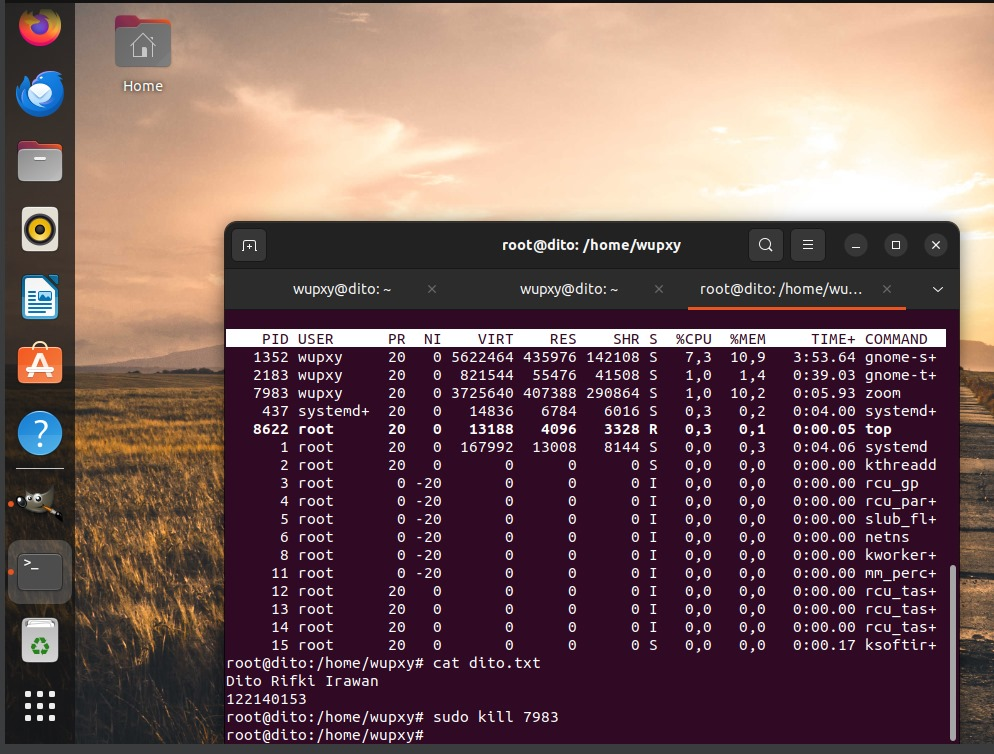 Home
root@dito: /home/wupxy
wupxy@dito: ~
wupxy@dito: ~
root@dito: /home/wu...
PID USER PR NI VIRT RES SHR S %CPU %MEM TIME+ COMMAND
1352 wupxy 20 0 5622464 435976 142108 S 7,3 10,9 3:53.64 gnome-s+
2183 wupxy 20 0 821544 55476 41508 S 1,0 1,4 0:39.03 gnome-t+
7983 wupxy 20 0 3725640 407388 290864 S 1,0 10,2 0:05.93 zoom
437 systemd+ 20 0 14836 6784 6016 S 0,3 0,2 0:04.00 systemd+
8622 root 20 0 13188 4096 3328 R 0,3 0,1 0:00.05 top
1 root 20 0 167992 13008 8144 S 0,0 0,3 0:04.06 systemd
2 root 20 0 0 0 0 S 0,0 0,0 0:00.00 kthreadd
3 root 0 -20 0 0 0 I 0,0 0,0 0:00.00 rcu_gp
4 root 0 -20 0 0 0 I 0,0 0,0 0:00.00 rcu_par+
5 root 0 -20 0 0 0 I 0,0 0,0 0:00.00 slub_fl+
6 root 0 -20 0 0 0 I 0,0 0,0 0:00.00 netns
8 root 0 -20 0 0 0 I 0,0 0,0 0:00.00 kworker+
11 root 0 -20 0 0 0 I 0,0 0,0 0:00.00 mm_perc+
12 root 20 0 0 0 0 I 0,0 0,0 0:00.00 rcu_tas+
13 root 20 0 0 0 0 I 0,0 0,0 0:00.00 rcu_tas+
14 root 20 0 0 0 0 I 0,0 0,0 0:00.00 rcu_tas+
15 root 20 0 0 0 0 S 0,0 0,0 0:00.17 ksoftir+
root@dito:/home/wupxy# cat dito.txt
Dito Rifki Irawan
122140153
root@dito:/home/wupxy# sudo kill 7983
root@dito:/home/wupxy#